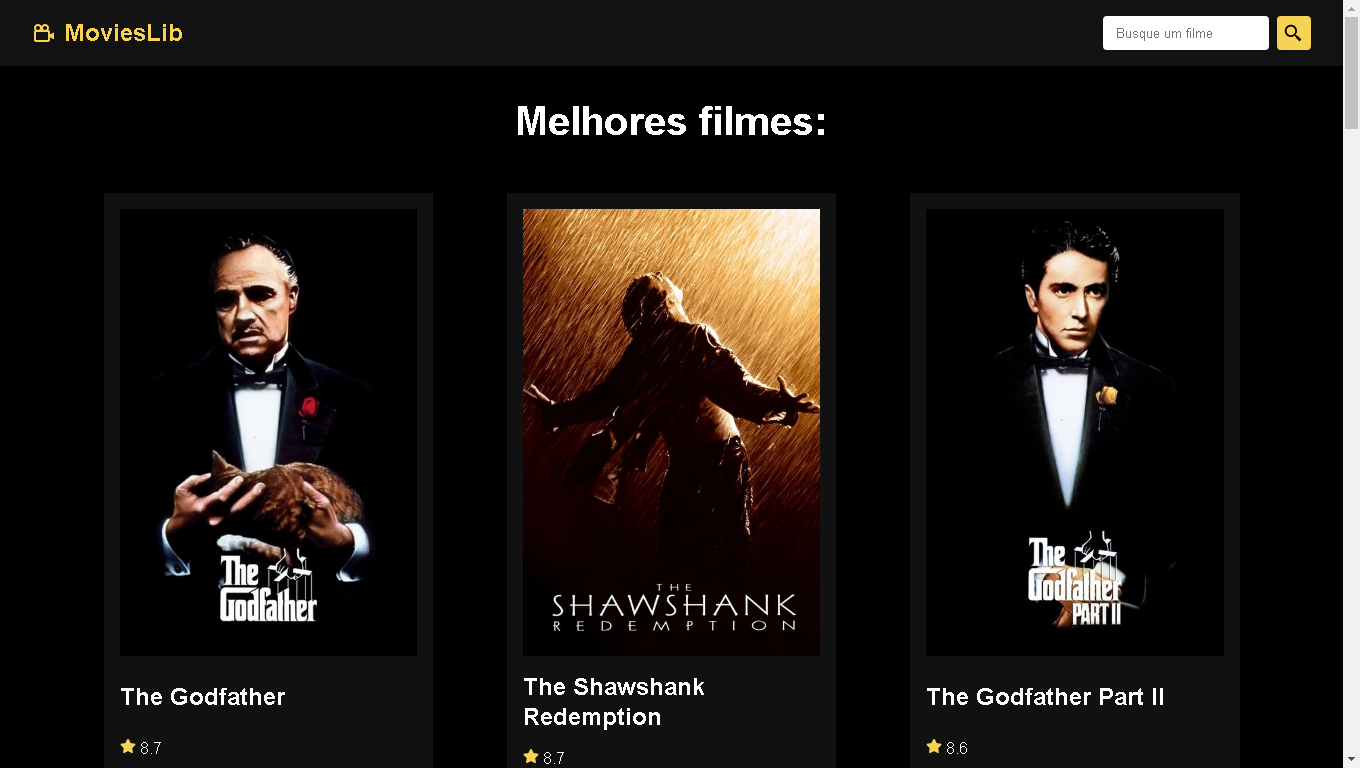 MoviesLib
Busque um filme
Melhores filmes:
The
Godfather
THE
SHAWSHANK
REDEMPTION
The
Godfather
PART II
The Godfather
8.7
The Shawshank
Redemption
8.7
The Godfather Part II
8.6